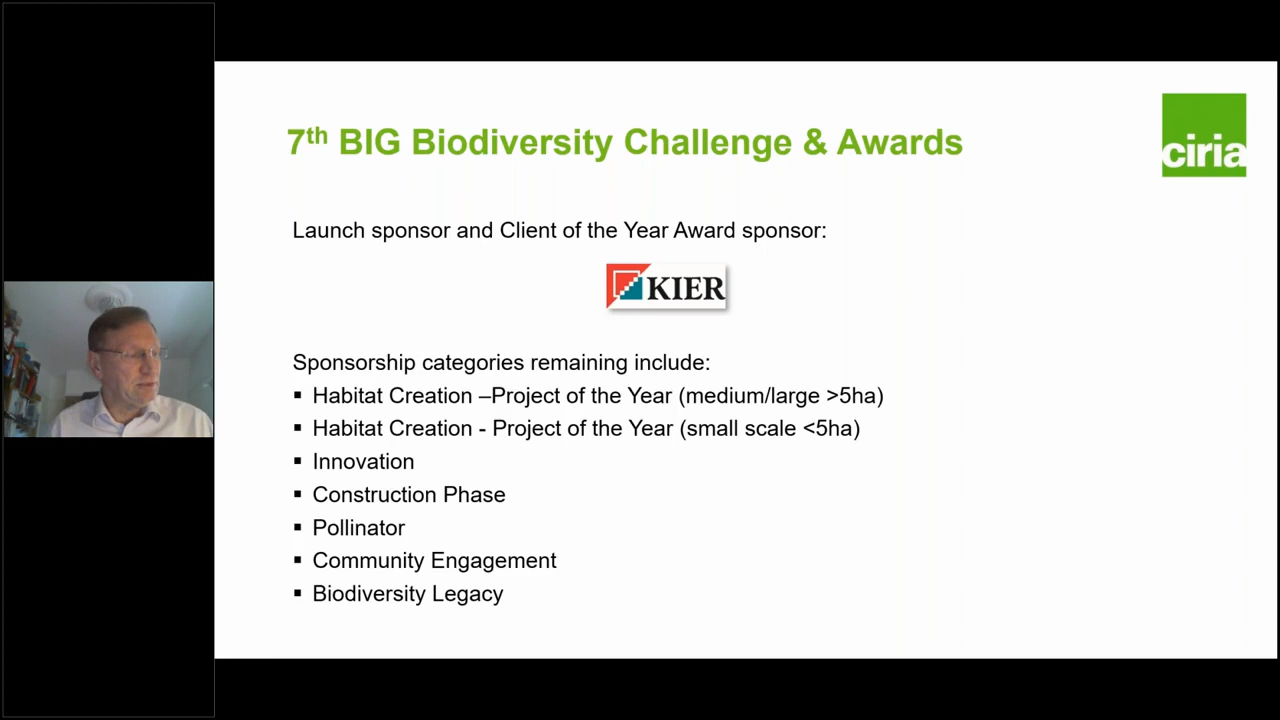 7th BIG Biodiversity Challenge & Awards
ciria
Launch sponsor and Client of the Year Award sponsor:
KIER
Sponsorship categories remaining include:
▪ Habitat Creation –Project of the Year (medium/large >5ha)
▪ Habitat Creation - Project of the Year (small scale <5ha)
▪ Innovation
▪ Construction Phase
▪ Pollinator
▪ Community Engagement
▪ Biodiversity Legacy